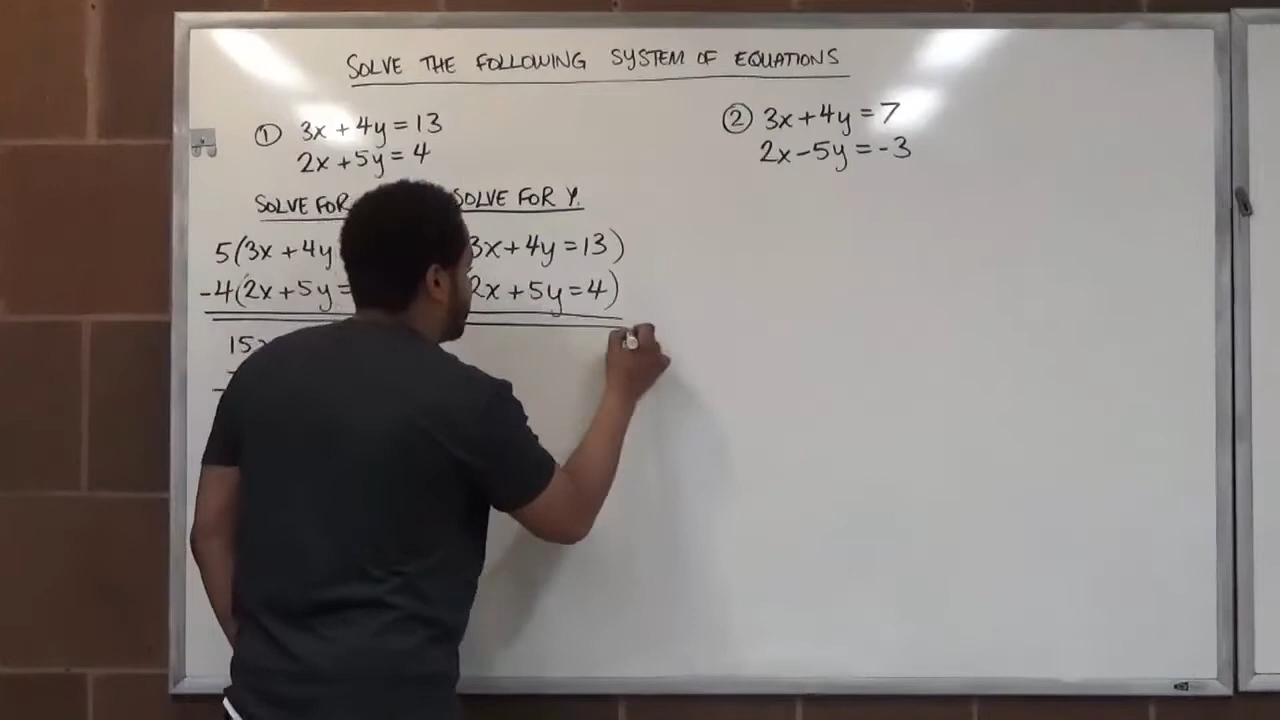 SOLVE THE FOLLOWING SYSTEM OF EQUATIONS
① 3x + 4y = 13
2x + 5y = 4
SOLVE FOR
5(3x + 4y
-4(2x + 5y =
15
SOLVE FOR Y.
3x + 4y = 13)
2x + 5y = 4)
② 3x + 4y = 7
2x - 5y = -3